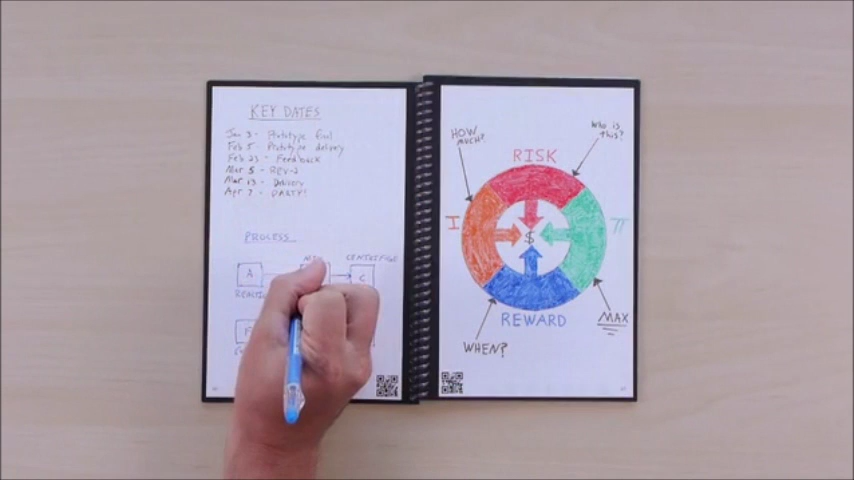 KEY DATES
Jan 3 - Prototype final
Feb 5 - Prototype delivery
Feb 23 - Feedback
Mar 5 - REV-2
Mar 13 - Delivery
Apr 7 - PARTY!
PROCESS
CENTRIFUGE
A
C
HOW MUCH?
Who is this?
RISK
I
$
π
REWARD
MAX
WHEN?